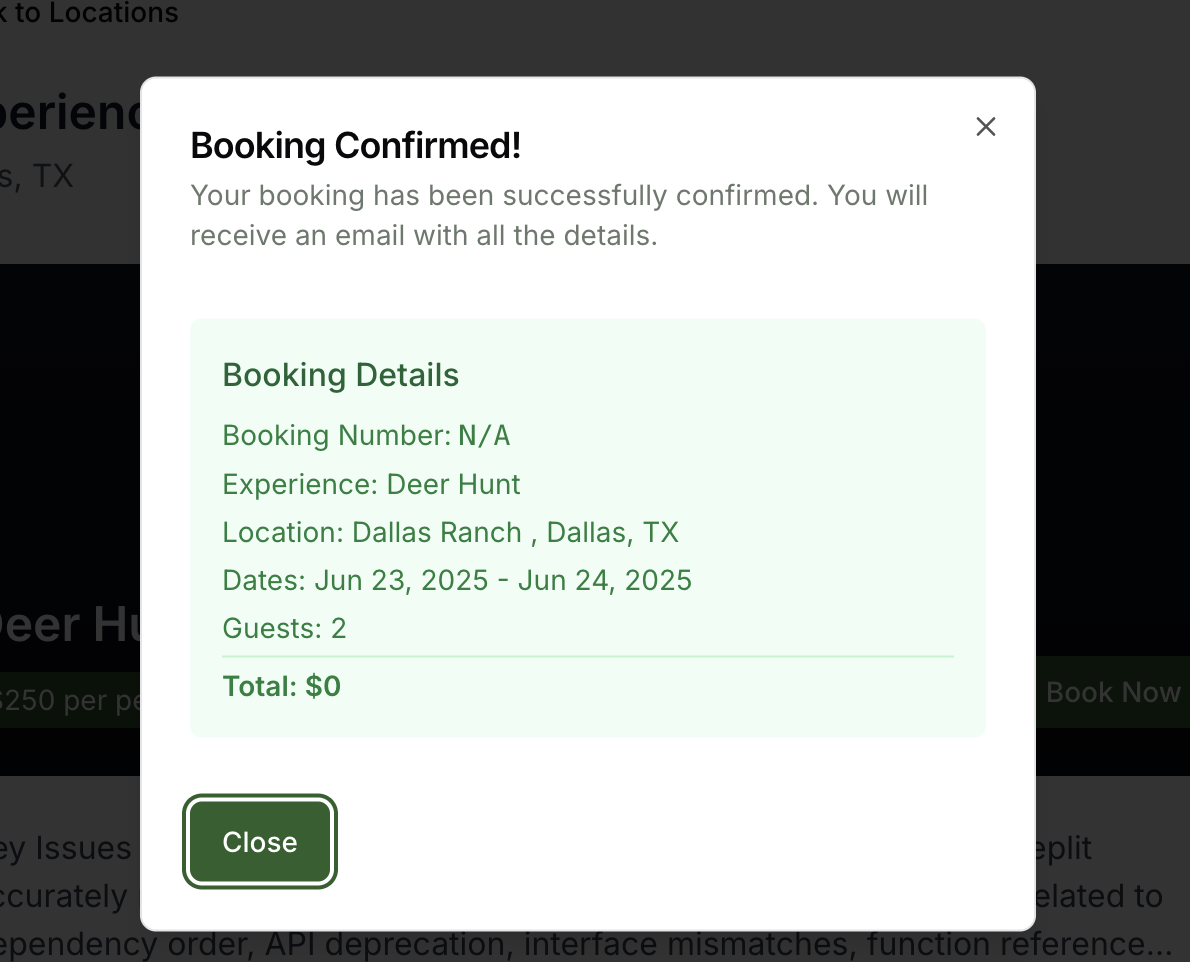 k to Locations
perienc
s, TX
Booking Confirmed!
Your booking has been successfully confirmed. You will
receive an email with all the details.
Booking Details
Booking Number: N/A
Experience: Deer Hunt
Location: Dallas Ranch , Dallas, TX
Dates: Jun 23, 2025 - Jun 24, 2025
Guests: 2
Total: $0
Deer Hu
$250 per pe
Book Now
Close
ey Issues eplit
ccurately elated to
ependency order, API deprecation, interface mismatches, function reference...